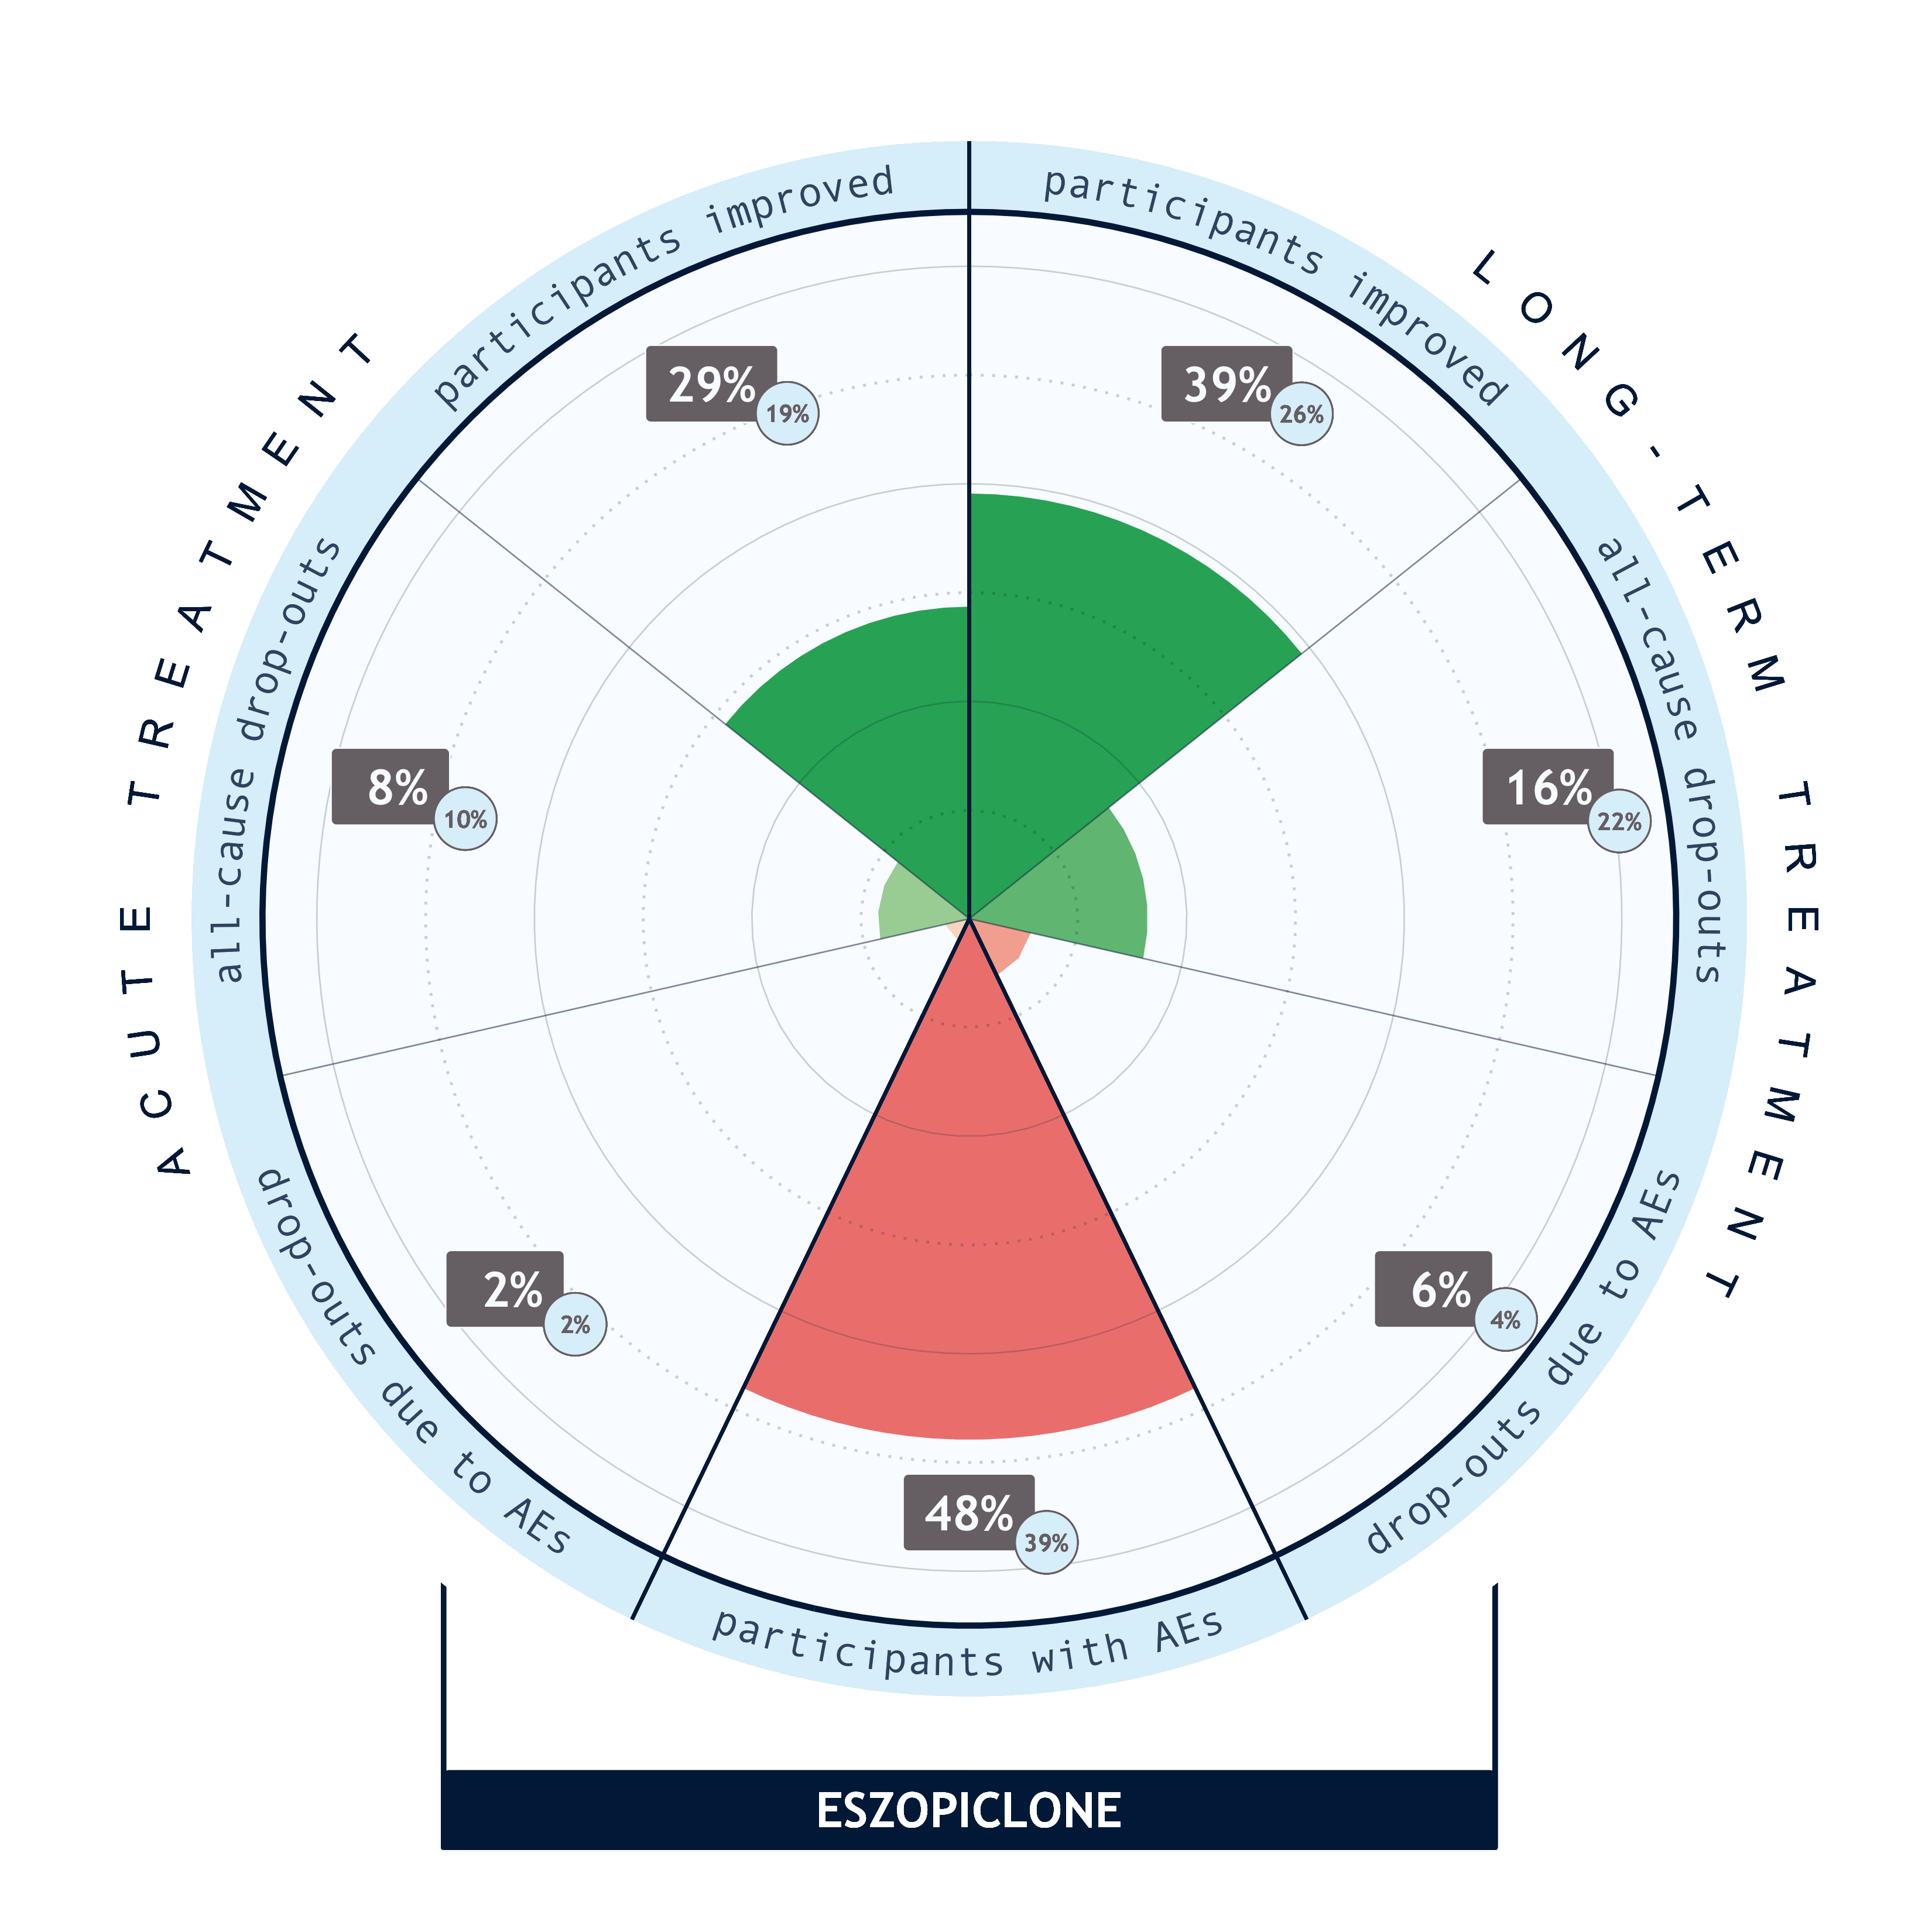 ACUTE TREATMENT
LONG-TERM TREATMENT
participants improved
29%
19%
participants improved
39%
26%
all-cause drop-outs
8%
10%
all-cause drop-outs
16%
22%
drop-outs due to AEs
2%
2%
drop-outs due to AEs
6%
4%
48%
39%
participants with AEs
ESZOPICLONE